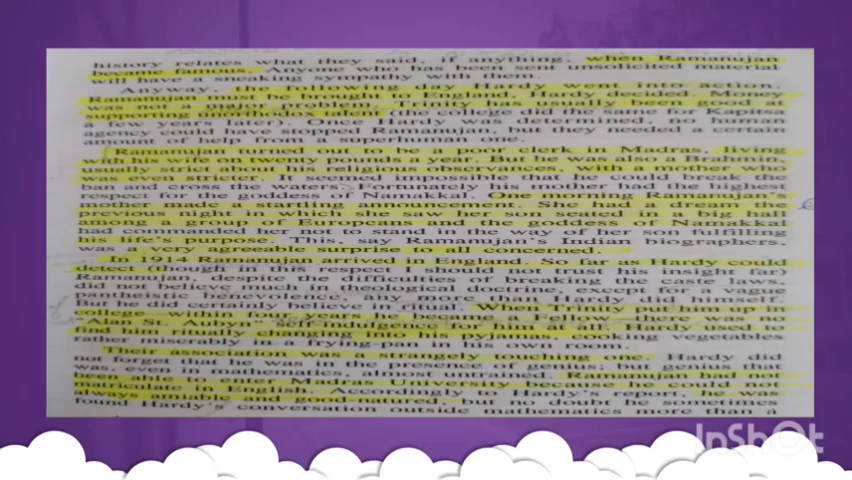 history relates what they said, if anything, when Ramanujan
became famous. Anyone who has been sent unsolicited material
will have a sneaking sympathy with them.
Anyway, the following day Hardy went into action.
Ramanujan must be brought to England, Hardy decided. Money
was not a major problem. Trinity has usually been good at
supporting unorthodox talent (the college did the same for Kapitsa
a few years later). Once Hardy was determined, no human
agency could have stopped Ramanujan, but they needed a certain
amount of help from a superhuman one.
Ramanujan turned out to be a poor clerk in Madras, living
with his wife on twenty pounds a year. But he was also a Brahmin,
usually strict about his religious observances, with a mother who
was even stricter. It seemed impossible that he could break the
ban and cross the waters. Fortunately his mother had the highest
respect for the goddess of Namakkal. One morning Ramanujan's
mother made a startling announcement. She had a dream the
previous night in which she saw her son seated in a big hall
among a group of Europeans and the goddess of Namakkal
had commanded her not to stand in the way of her son fulfilling
his life's purpose. This, say Ramanujan's Indian biographers,
was a very agreeable surprise to all concerned.
In 1914 Ramanujan arrived in England. So far as Hardy could
detect (though in this respect I should not trust his insight far)
Ramanujan, despite the difficulties of breaking the caste laws,
did not believe much in theological doctrine, except for a vague
pantheistic benevolence, any more than Hardy did himself.
But he did certainly believe in ritual. When Trinity put him up in
college within four years he became a Fellow there was no
"Alan St. Aubyn" self-indulgence for him at all. Hardy used to
find him ritually changing into his pyjamas, cooking vegetables
rather miserably in a frying-pan in his own room.
Their association was a strangely touching one. Hardy did
not forget that he was in the presence of genius; but genius that
was, even in mathematics, almost untrained. Ramanujan had not
been able to enter Madras University because he could not
matriculate in English. Accordingly to Hardy's report, he was
always amiable and good-natured, but no doubt he sometimes
found Hardy's conversation outside mathematics more than a
InShOt